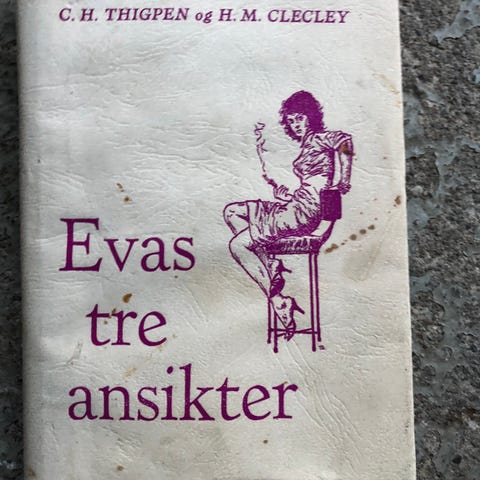 C. H. THIGPEN og H. M. CLECLEY
Evas
tre
ansikter